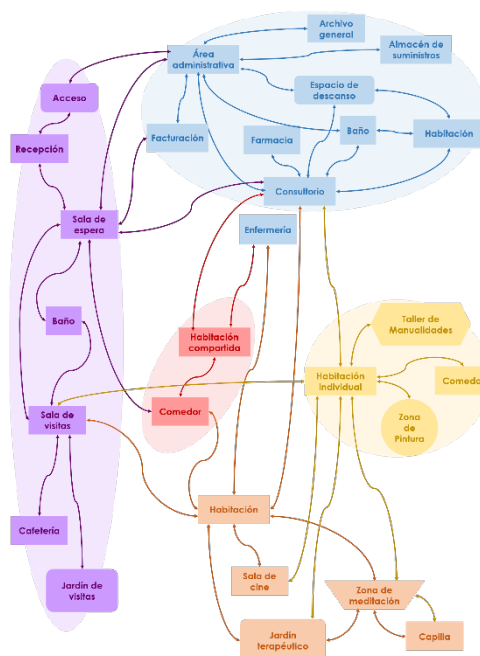 Archivo
general
Área
administrativa
Almacén de
suministros
Acceso
Espacio de
descanso
Recepción
Facturación
Farmacia
Baño
Habitación
Consultorio
Sala de
espera
Enfermería
Baño
Habitación
compartida
Taller de
Manualidades
Habitación
Individual
Comedor
Comedor
Sala de
visitas
Zona
de
Pintura
Cafetería
Habitación
Jardín de
visitas
Sala de
cine
Zona de
meditación
Jardín
terapéutico
Capilla